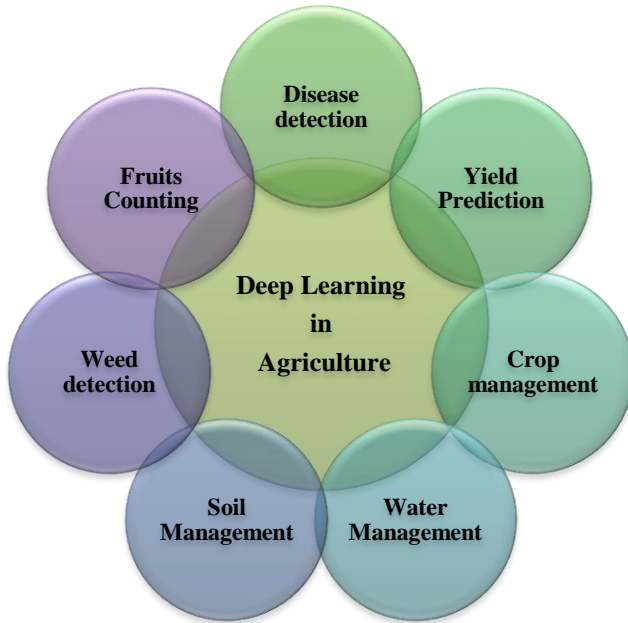 Disease
detection
Yield
Prediction
Crop
management
Water
Management
Soil
Management
Weed
detection
Fruits
Counting
Deep Learning
in
Agriculture